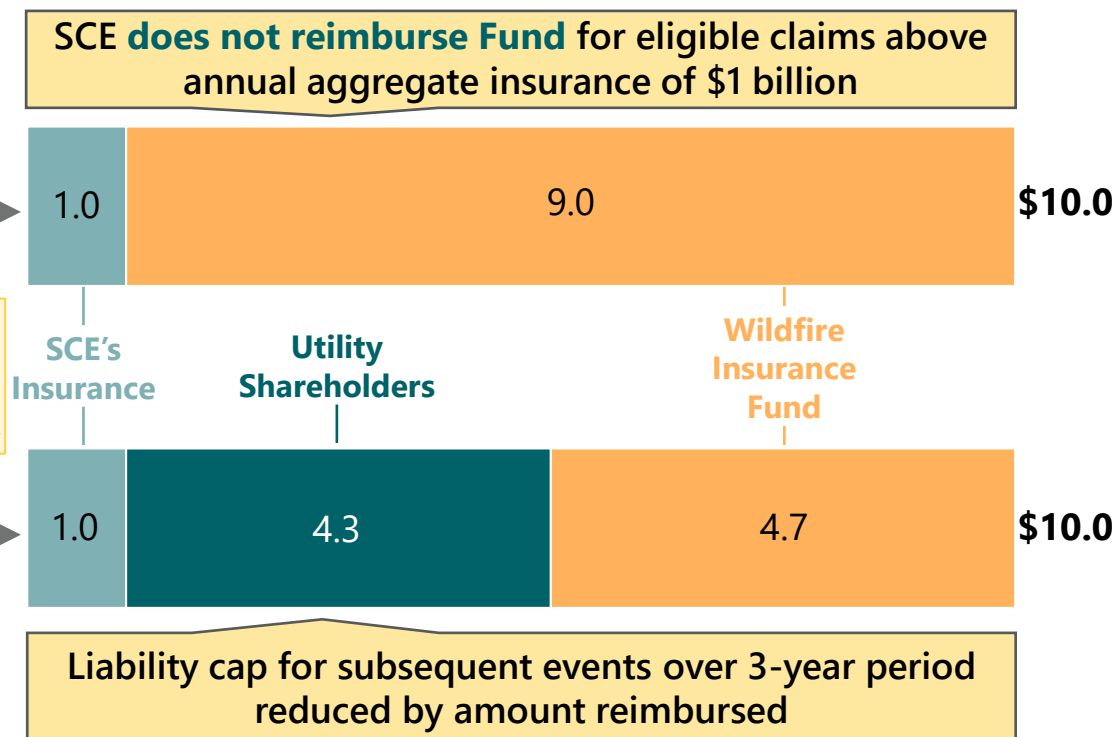 SCE does not reimburse Fund for eligible claims above
annual aggregate insurance of $1 billion
1.0
9.0
$10.0
SCE’s
Insurance
Utility
Shareholders
Wildfire
Insurance
Fund
1.0
4.3
4.7
$10.0
Liability cap for subsequent events over 3-year period
reduced by amount reimbursed